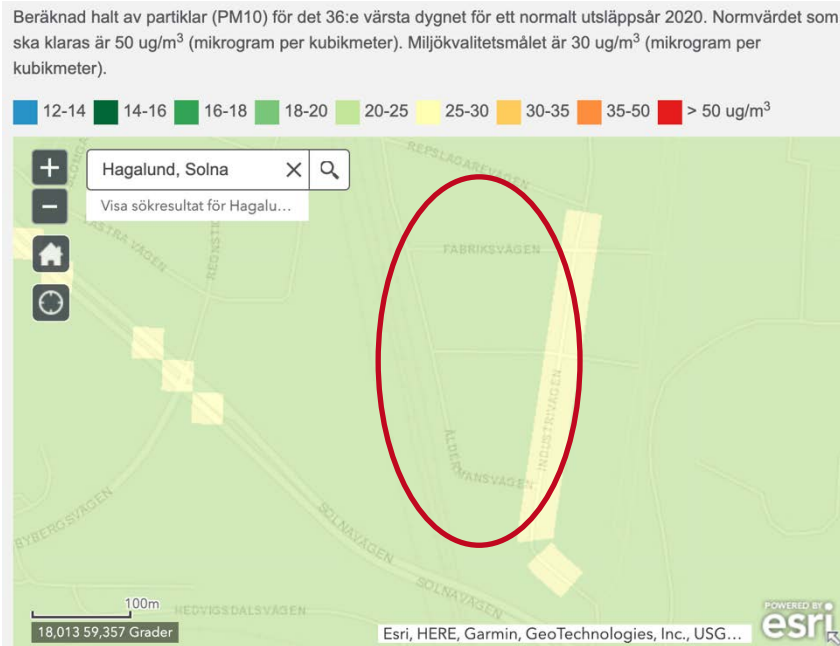 Beräknad halt av partiklar (PM10) för det 36:e värsta dygnet för ett normalt utsläppsår 2020. Normvärdet som
ska klaras är 50 ug/m³ (mikrogram per kubikmeter). Miljökvalitetsmålet är 30 ug/m³ (mikrogram per
kubikmeter).
12-14 14-16 16-18 18-20 20-25 25-30 30-35 35-50 > 50 ug/m³
Hagalund, Solna
Visa sökresultat för Hagalu...
REPSLAGAREVÄGEN
VÄSTRA VÄGEN
FABRIKSVÄGEN
INDUSTRIVÄGEN
ÅLDERMANSVÄGEN
BYBERGSVÄGEN
SOLNAVÄGEN
SOLNAVÄGEN
HEDVIGSDALSVÄGEN
100m
18,013 59,357 Grader
Esri, HERE, Garmin, GeoTechnologies, Inc., USG...
POWERED BY
esri